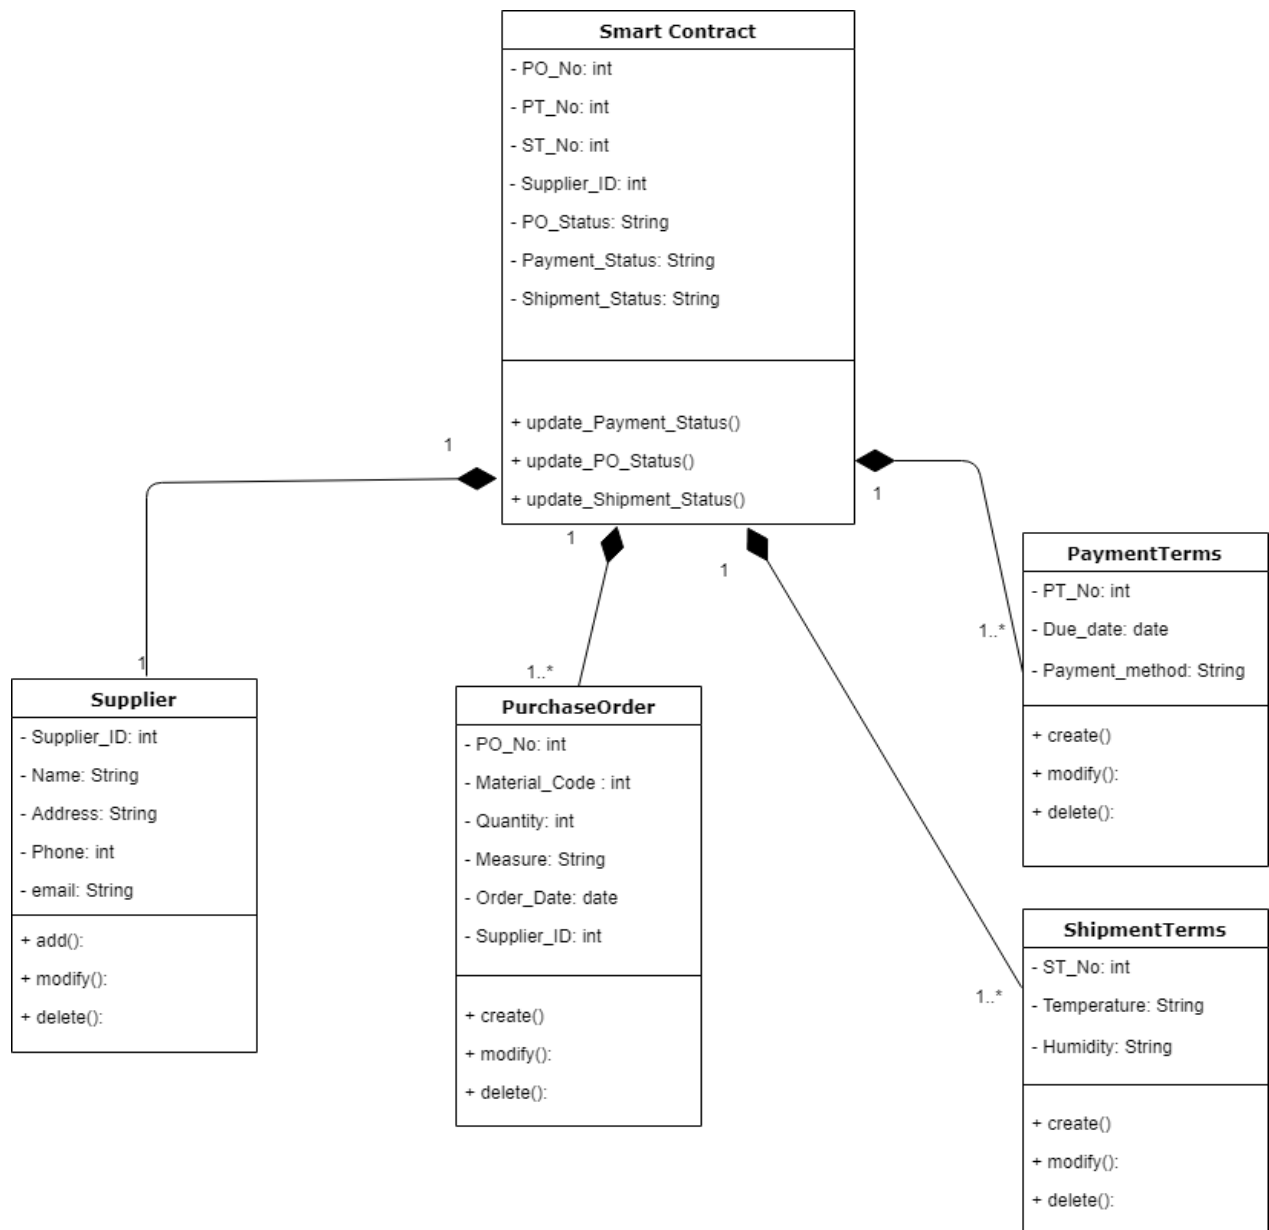 Smart Contract
- PO_No: int
- PT_No: int
- ST_No: int
- Supplier_ID: int
- PO_Status: String
- Payment_Status: String
- Shipment_Status: String
+ update_Payment_Status()
+ update_PO_Status()
+ update_Shipment_Status()
1
1
1
1
1
1..*
1..*
1..*
Supplier
- Supplier_ID: int
- Name: String
- Address: String
- Phone: int
- email: String
+ add():
+ modify():
+ delete():
PurchaseOrder
- PO_No: int
- Material_Code : int
- Quantity: int
- Measure: String
- Order_Date: date
- Supplier_ID: int
+ create()
+ modify():
+ delete():
PaymentTerms
- PT_No: int
- Due_date: date
- Payment_method: String
+ create()
+ modify():
+ delete():
ShipmentTerms
- ST_No: int
- Temperature: String
- Humidity: String
+ create()
+ modify():
+ delete():